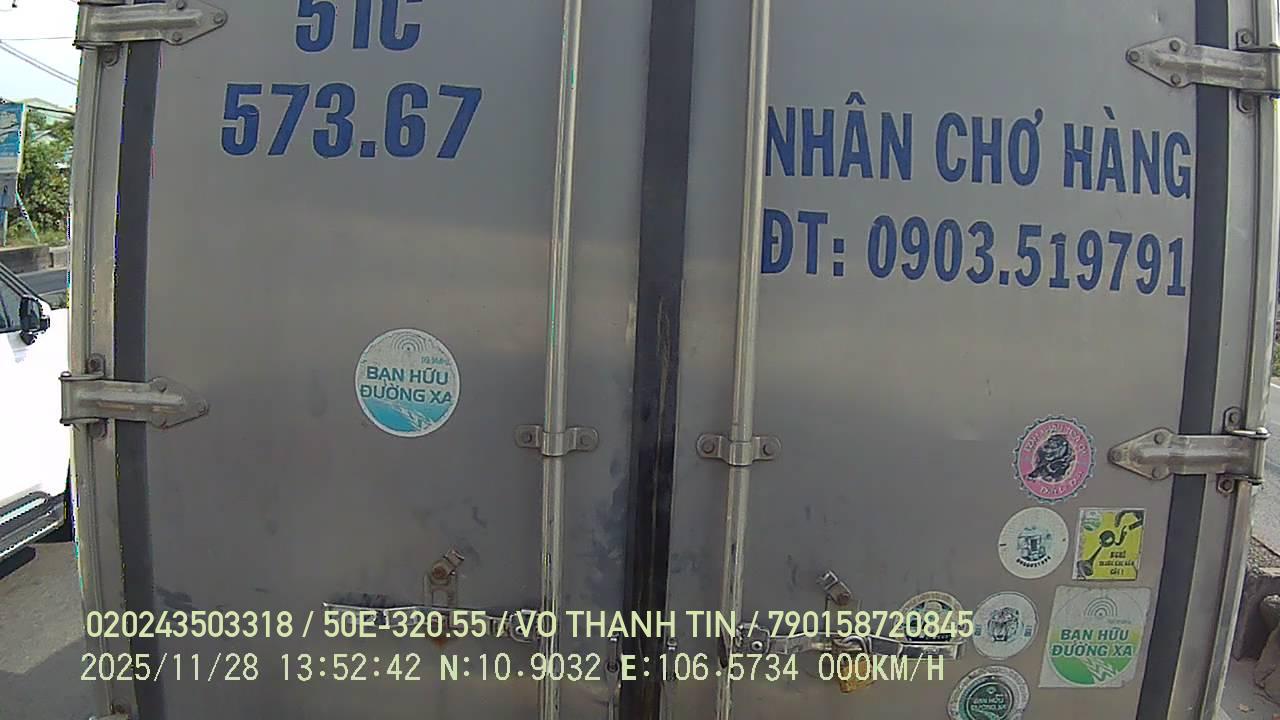 51C
573.67
NHÂN CHỞ HÀNG
ĐT: 0903.519791
BẠN HỮU
ĐƯỜNG XA
BẠN HỮU
ĐƯỜNG XA
020243503318 / 50E-320.55 / VO THANH TIN / 790158720845
2025/11/28 13:52:42 N:10.9032 E:106.5734 000KM/H